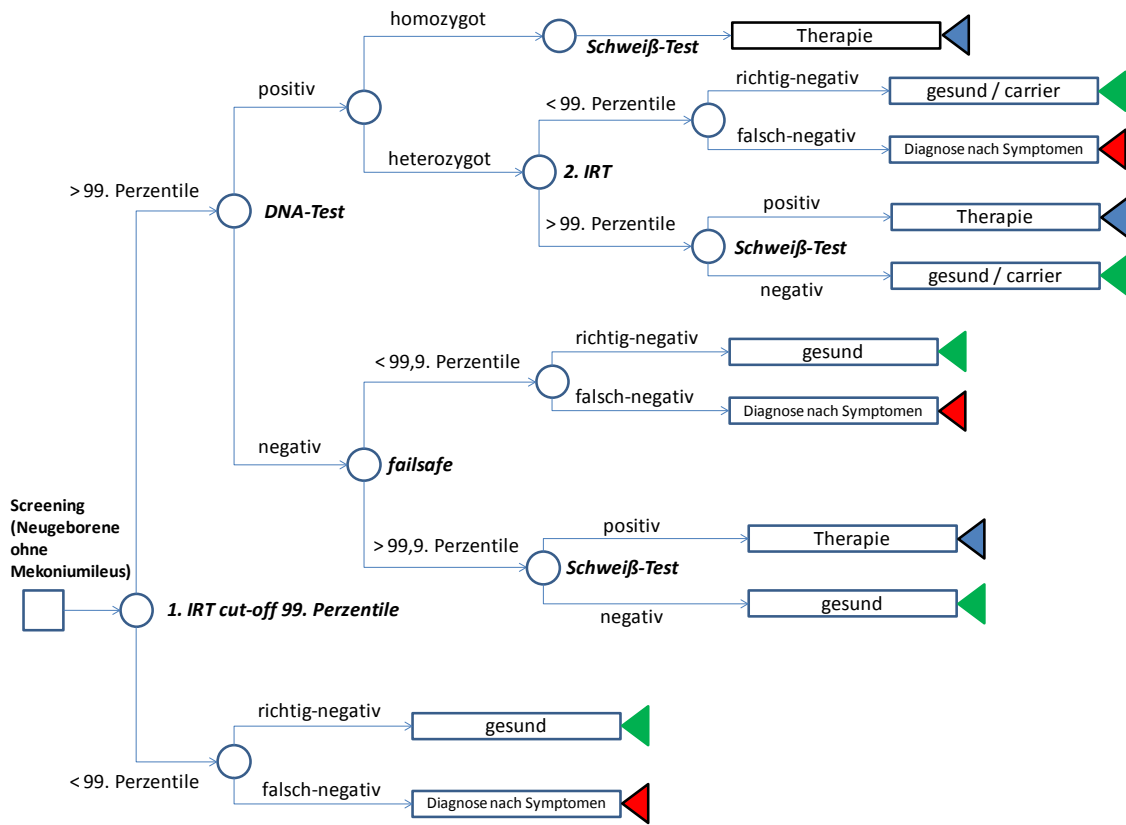 homozygot
Schweiß-Test
Therapie
positiv
< 99. Perzentile
richtig-negativ
gesund / carrier
falsch-negativ
Diagnose nach Symptomen
heterozygot
2. IRT
> 99. Perzentile
DNA-Test
> 99. Perzentile
positiv
Therapie
Schweiß-Test
gesund / carrier
negativ
richtig-negativ
gesund
< 99,9. Perzentile
falsch-negativ
Diagnose nach Symptomen
negativ
failsafe
Screening
(Neugeborene
ohne
Mekoniumileus)
> 99,9. Perzentile
positiv
Therapie
Schweiß-Test
gesund
negativ
1. IRT cut-off 99. Perzentile
richtig-negativ
gesund
< 99. Perzentile
falsch-negativ
Diagnose nach Symptomen